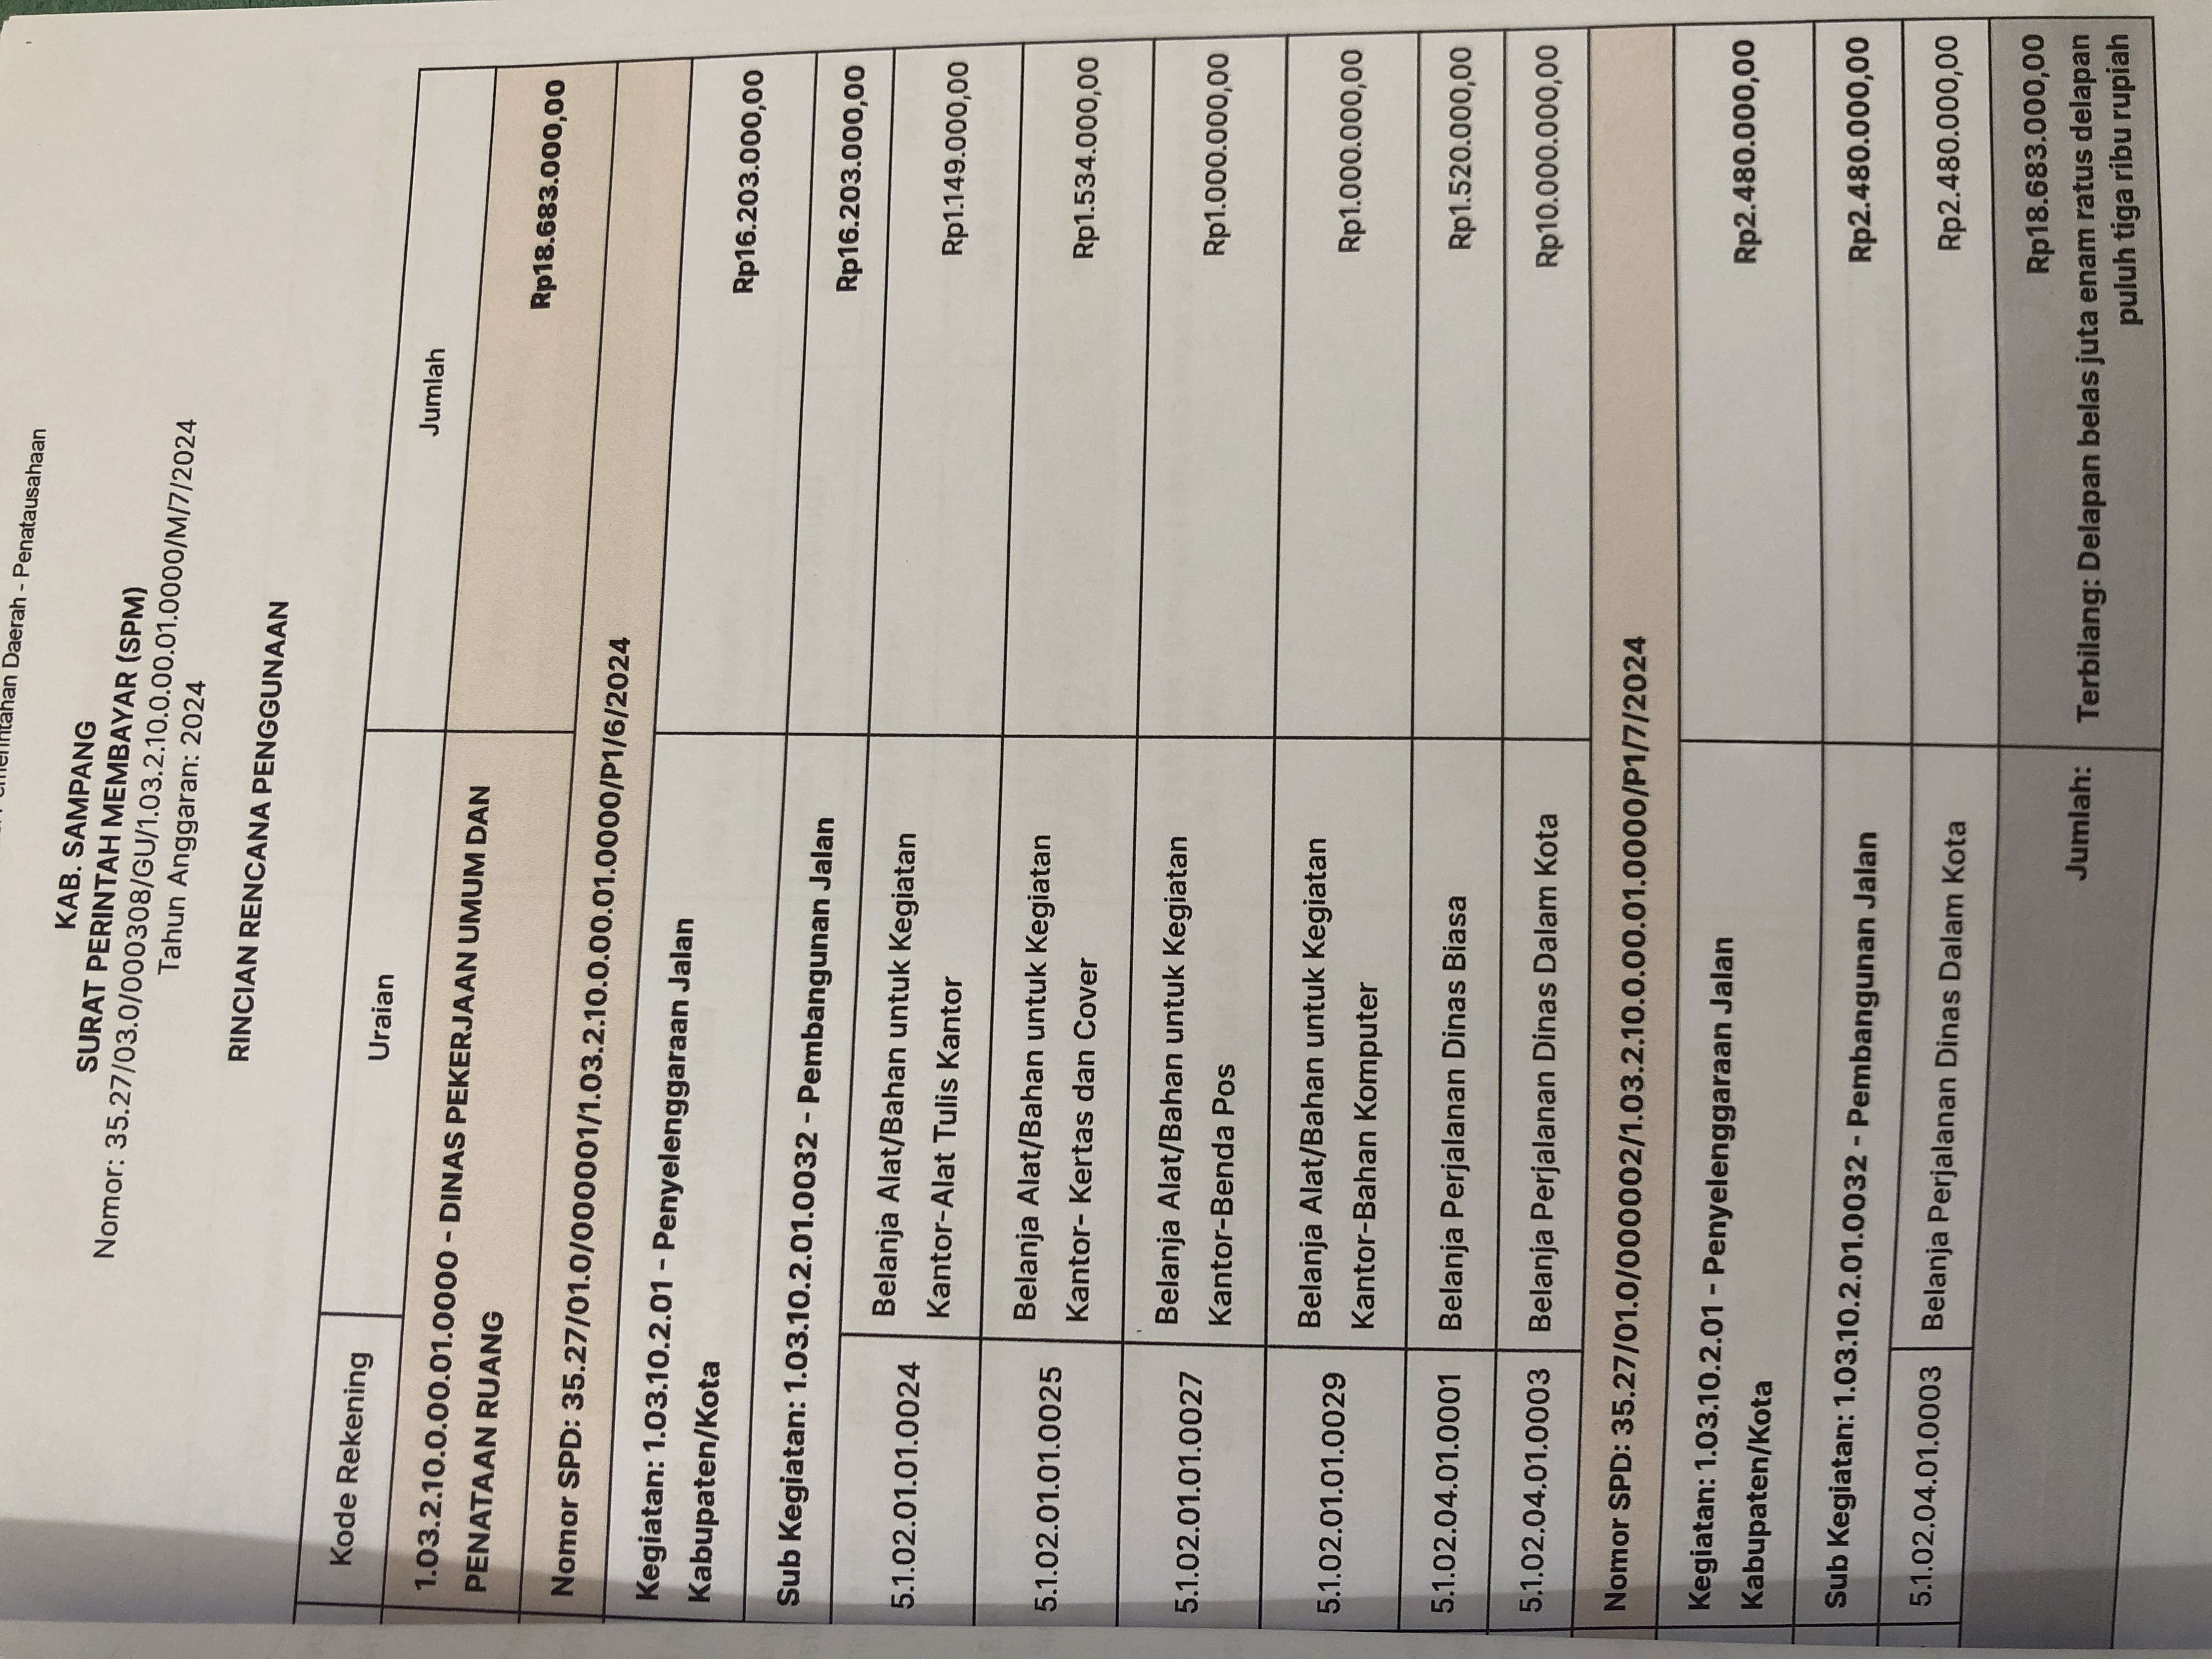 Daerah - Penatausahaan
KAB. SAMPANG
SURAT PERINTAH MEMBAYAR (SPM)
Nomor: 35.27/03.0/000308/GU/1.03.2.10.0.00.01.0000/M/7/2024
Tahun Anggaran: 2024
RINCIAN RENCANA PENGGUNAAN
Kode Rekening
Uraian
Jumlah
1.03.2.10.0.00.01.0000 - DINAS PEKERJAAN UMUM DAN
PENATAAN RUANG
Rp18.683.000,00
Nomor SPD: 35.27/01.0/000001/1.03.2.10.0.00.01.0000/P1/6/2024
Kegiatan: 1.03.10.2.01 - Penyelenggaraan Jalan
Kabupaten/Kota
Rp16.203.000,00
Sub Kegiatan: 1.03.10.2.01.0032 - Pembangunan Jalan
Rp16.203.000,00
5.1.02.01.01.0024
Belanja Alat/Bahan untuk Kegiatan
Kantor-Alat Tulis Kantor
Rp1.149.000,00
5.1.02.01.01.0025
Belanja Alat/Bahan untuk Kegiatan
Kantor- Kertas dan Cover
Rp1.534.000,00
5.1.02.01.01.0027
Belanja Alat/Bahan untuk Kegiatan
Kantor-Benda Pos
Rp1.000.000,00
5.1.02.01.01.0029
Belanja Alat/Bahan untuk Kegiatan
Kantor-Bahan Komputer
Rp1.000.000,00
5.1.02.04.01.0001
Belanja Perjalanan Dinas Biasa
Rp1.520.000,00
5.1.02.04.01.0003
Belanja Perjalanan Dinas Dalam Kota
Rp10.000.000,00
Nomor SPD: 35.27/01.0/000002/1.03.2.10.0.00.01.0000/P1/7/2024
Kegiatan: 1.03.10.2.01 - Penyelenggaraan Jalan
Kabupaten/Kota
Rp2.480.000,00
Sub Kegiatan: 1.03.10.2.01.0032 - Pembangunan Jalan
Rp2.480.000,00
5.1.02.04.01.0003
Belanja Perjalanan Dinas Dalam Kota
Rp2.480.000,00
Jumlah:
Rp18.683.000,00
Terbilang: Delapan belas juta enam ratus delapan
puluh tiga ribu rupiah